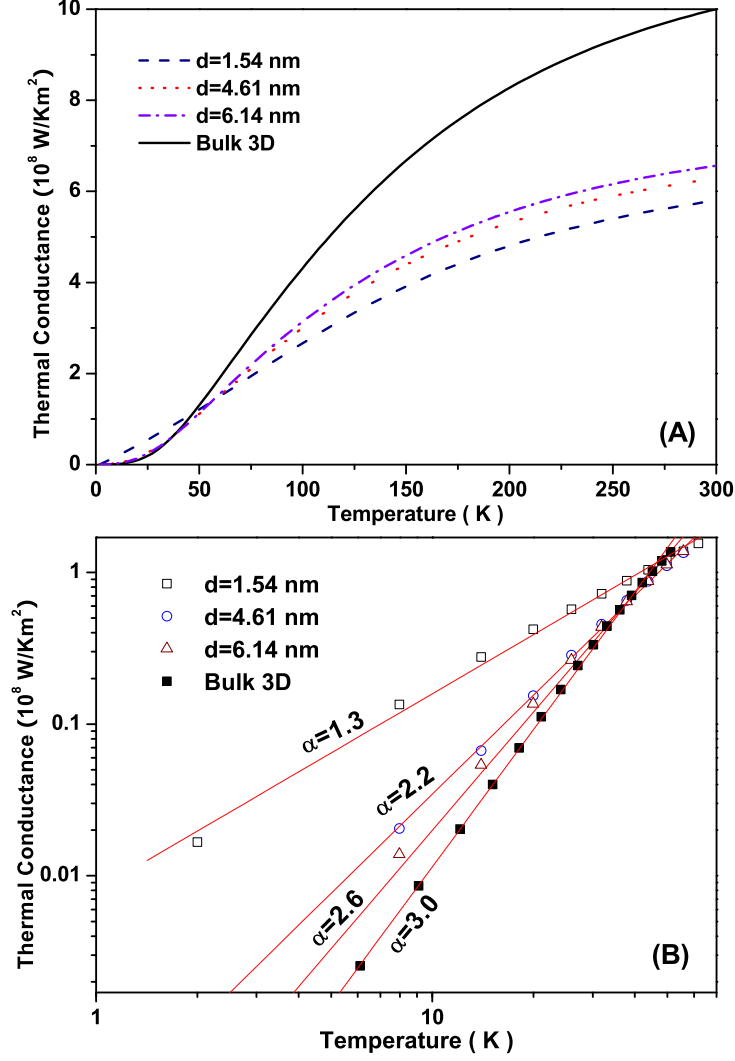 10
8
6
4
2
0
Thermal Conductance (10⁸ W/Km²)
d=1.54 nm
d=4.61 nm
d=6.14 nm
Bulk 3D
(A)
0 50 100 150 200 250 300
Temperature ( K )
1
0.1
0.01
Thermal Conductance (10⁸ W/Km²)
d=1.54 nm
d=4.61 nm
d=6.14 nm
Bulk 3D
α=1.3
α=2.2
α=2.6
α=3.0
(B)
1 10
Temperature ( K )